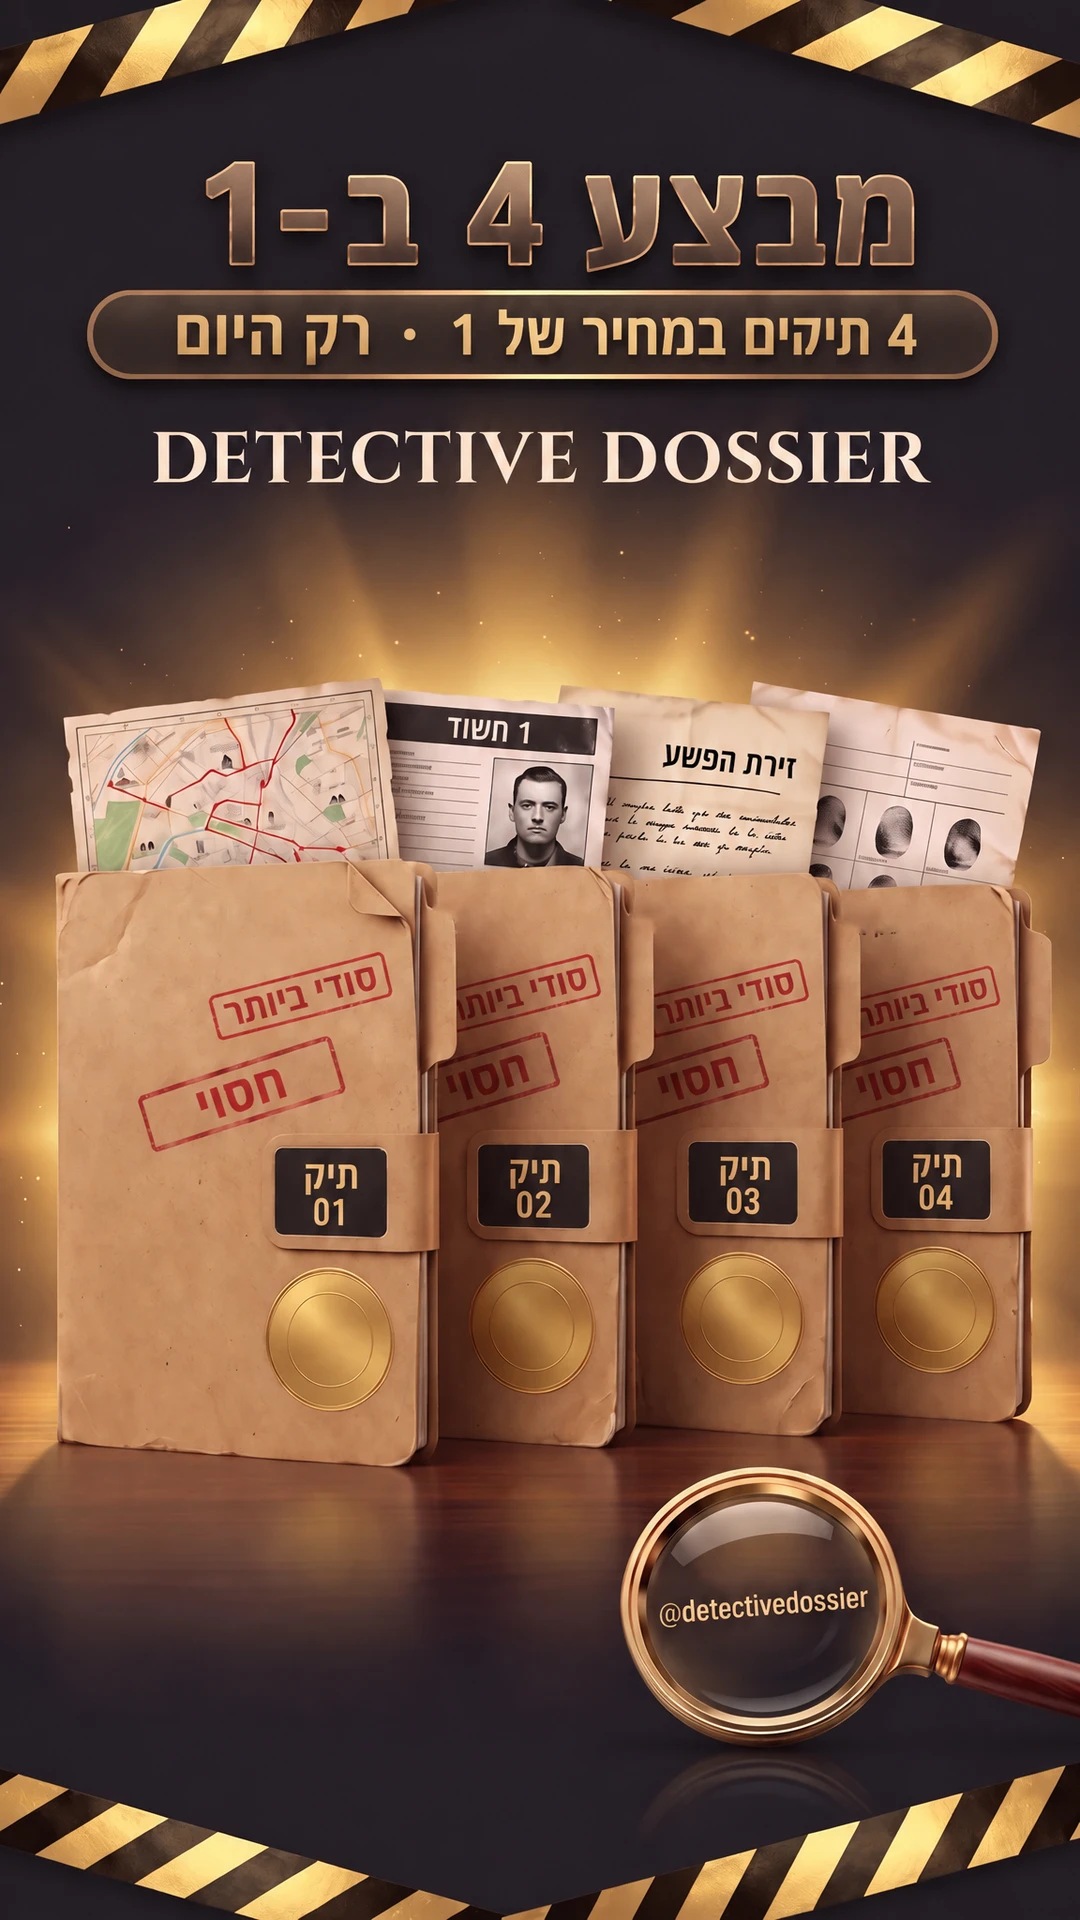 מבצע 4 ב-1
4 תיקים במחיר של 1 • רק היום
DETECTIVE DOSSIER
1 חשוד
זירת הפשע
סודי ביותר
חסוי
תיק
01
סודי ביותר
חסוי
תיק
02
סודי ביותר
חסוי
תיק
03
סודי ביותר
חסוי
תיק
04
@detectivedossier